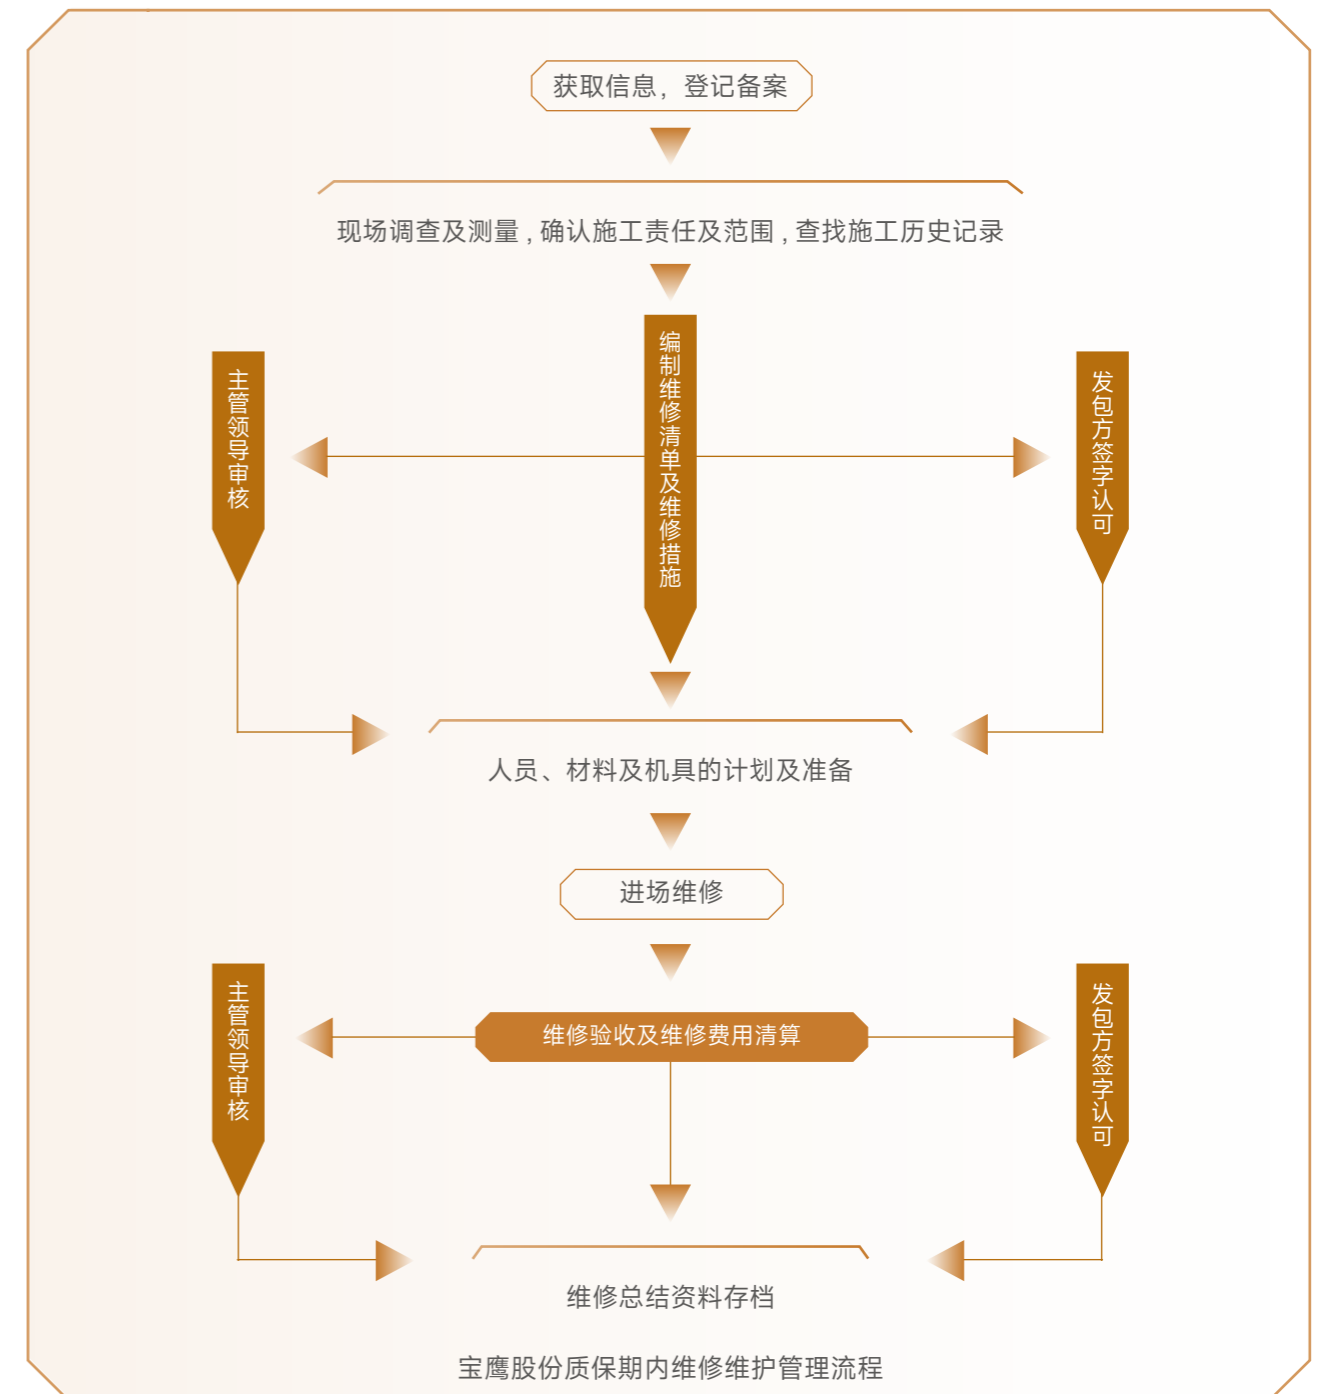 获取信息，登记备案
现场调查及测量,确认施工责任及范围,查找施工历史记录
主管领导审核
编制维修清单及维修措施
发包方签字认可
人员、材料及机具的计划及准备
进场维修
主管领导审核
维修验收及维修费用清算
发包方签字认可
维修总结资料存档
宝鹰股份质保期内维修维护管理流程